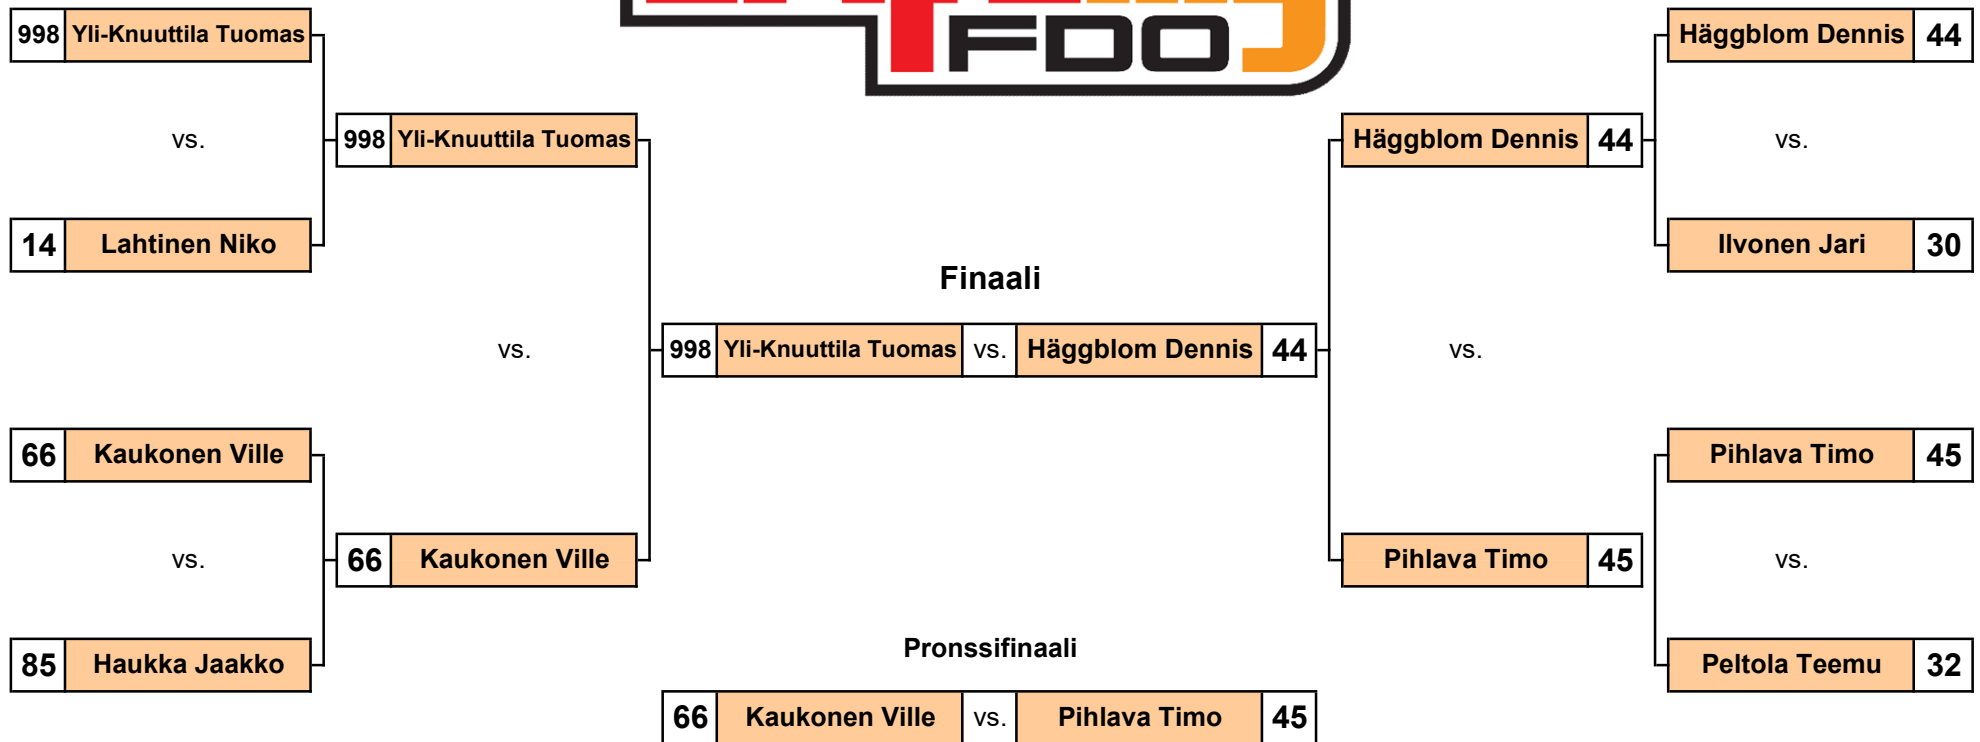 FDO
998 Yli-Knuuttila Tuomas
Häggblom Dennis 44
vs.
998 Yli-Knuuttila Tuomas
Häggblom Dennis 44
vs.
14 Lahtinen Niko
Ilvonen Jari 30
Finaali
vs.
998 Yli-Knuuttila Tuomas vs. Häggblom Dennis 44
vs.
66 Kaukonen Ville
Pihlava Timo 45
vs.
66 Kaukonen Ville
Pihlava Timo 45
vs.
85 Haukka Jaakko
Pronssifinaali
Peltola Teemu 32
66 Kaukonen Ville vs. Pihlava Timo 45